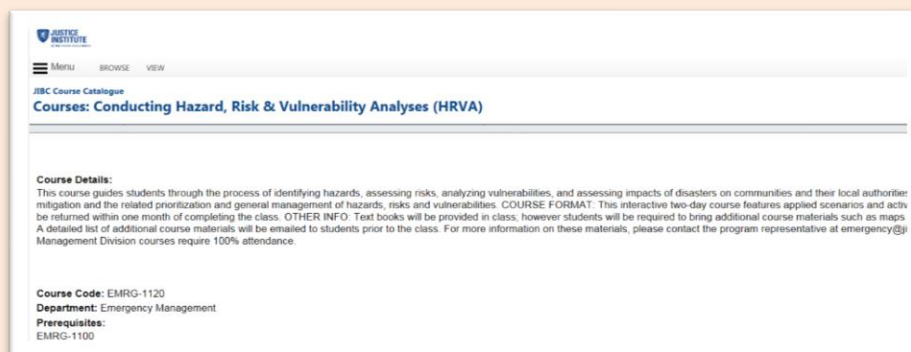 JUSTICE
INSTITUTE
Menu BROWSE VIEW
JIBC Course Catalogue
Courses: Conducting Hazard, Risk & Vulnerability Analyses (HRVA)
Course Details:
This course guides students through the process of identifying hazards, assessing risks, analyzing vulnerabilities, and assessing impacts of disasters on communities and their local authorities
mitigation and the related prioritization and general management of hazards, risks and vulnerabilities. COURSE FORMAT: This interactive two-day course features applied scenarios and activ
be returned within one month of completing the class. OTHER INFO: Text books will be provided in class; however students will be required to bring additional course materials such as maps
A detailed list of additional course materials will be emailed to students prior to the class. For more information on these materials, please contact the program representative at emergency@ji
Management Division courses require 100% attendance.
Course Code: EMRG-1120
Department: Emergency Management
Prerequisites:
EMRG-1100